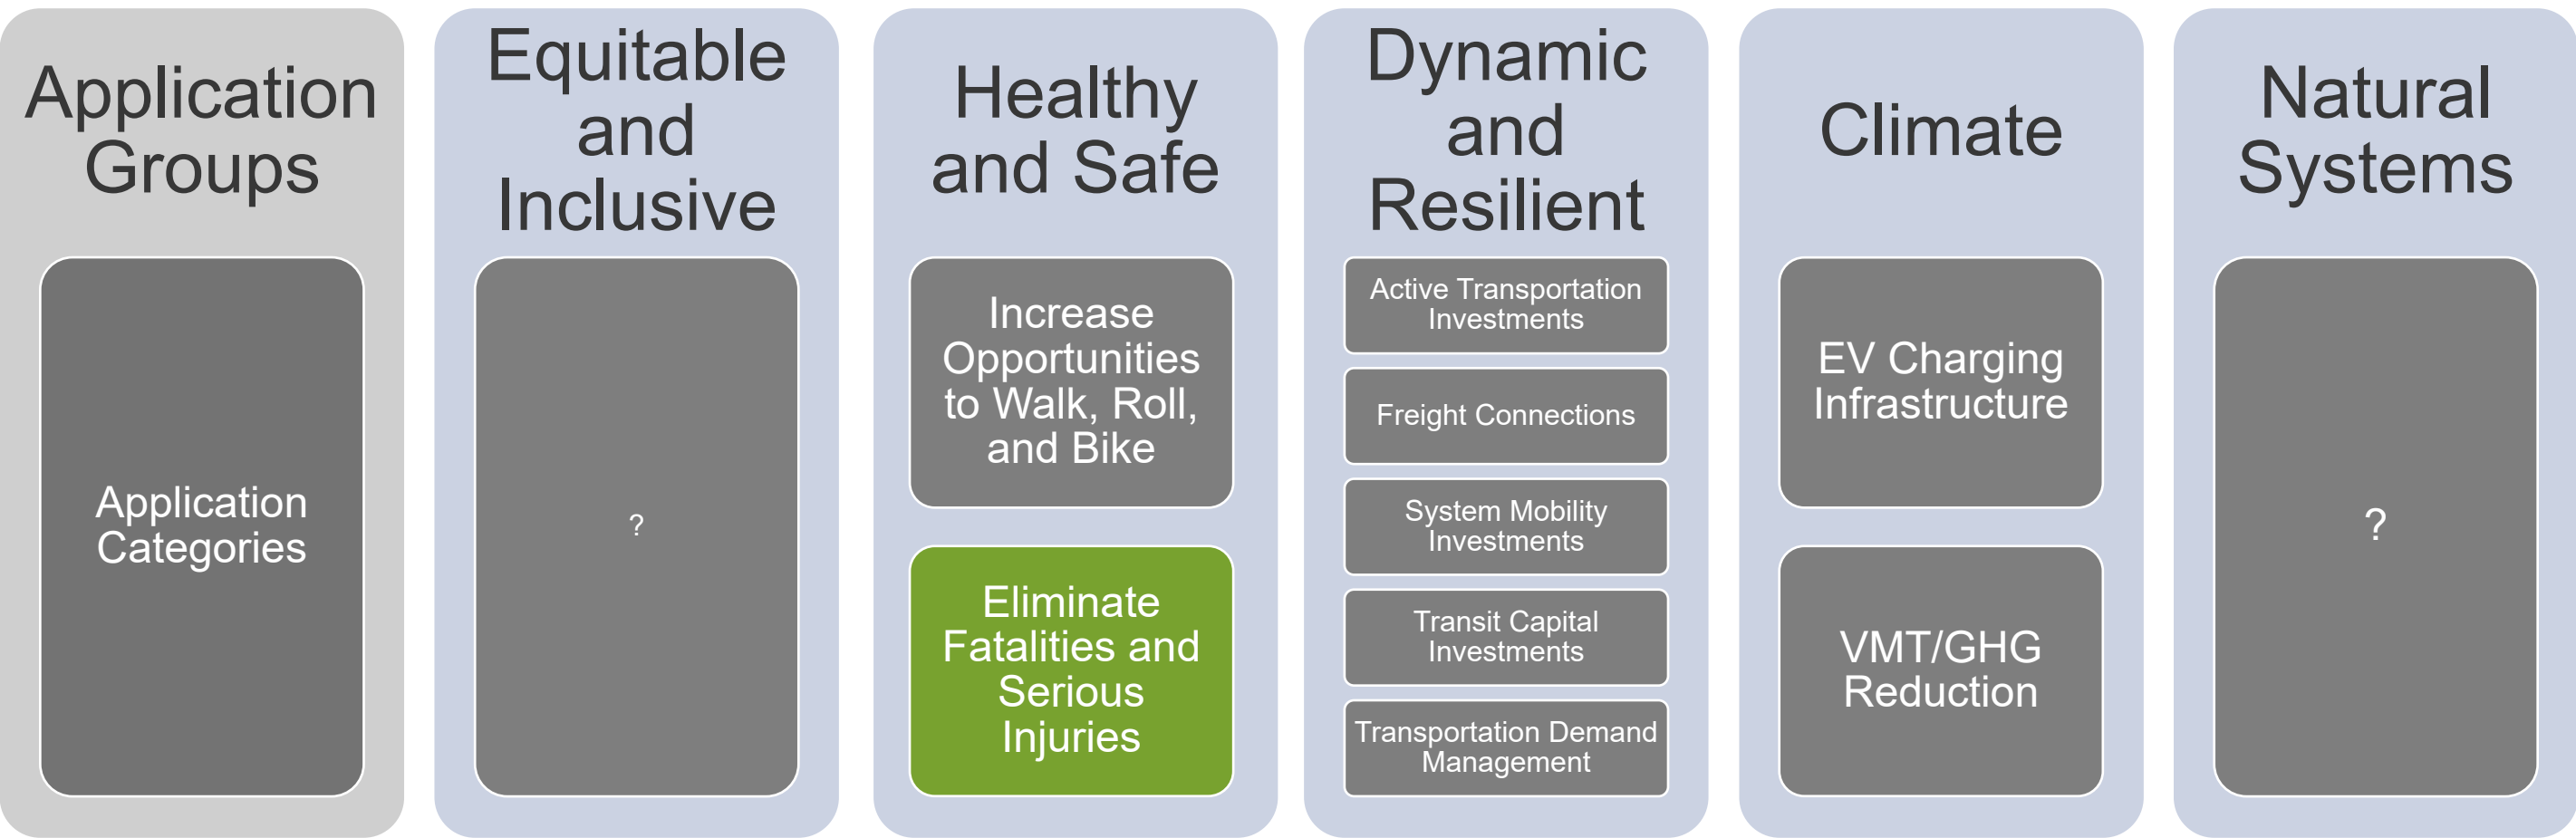 Application
Groups
Application
Categories
Equitable
and
Inclusive
?
Healthy
and Safe
Increase
Opportunities
to Walk, Roll,
and Bike
Eliminate
Fatalities and
Serious
Injuries
Dynamic
and
Resilient
Active Transportation
Investments
Freight Connections
System Mobility
Investments
Transit Capital
Investments
Transportation Demand
Management
Climate
EV Charging
Infrastructure
VMT/GHG
Reduction
Natural
Systems
?